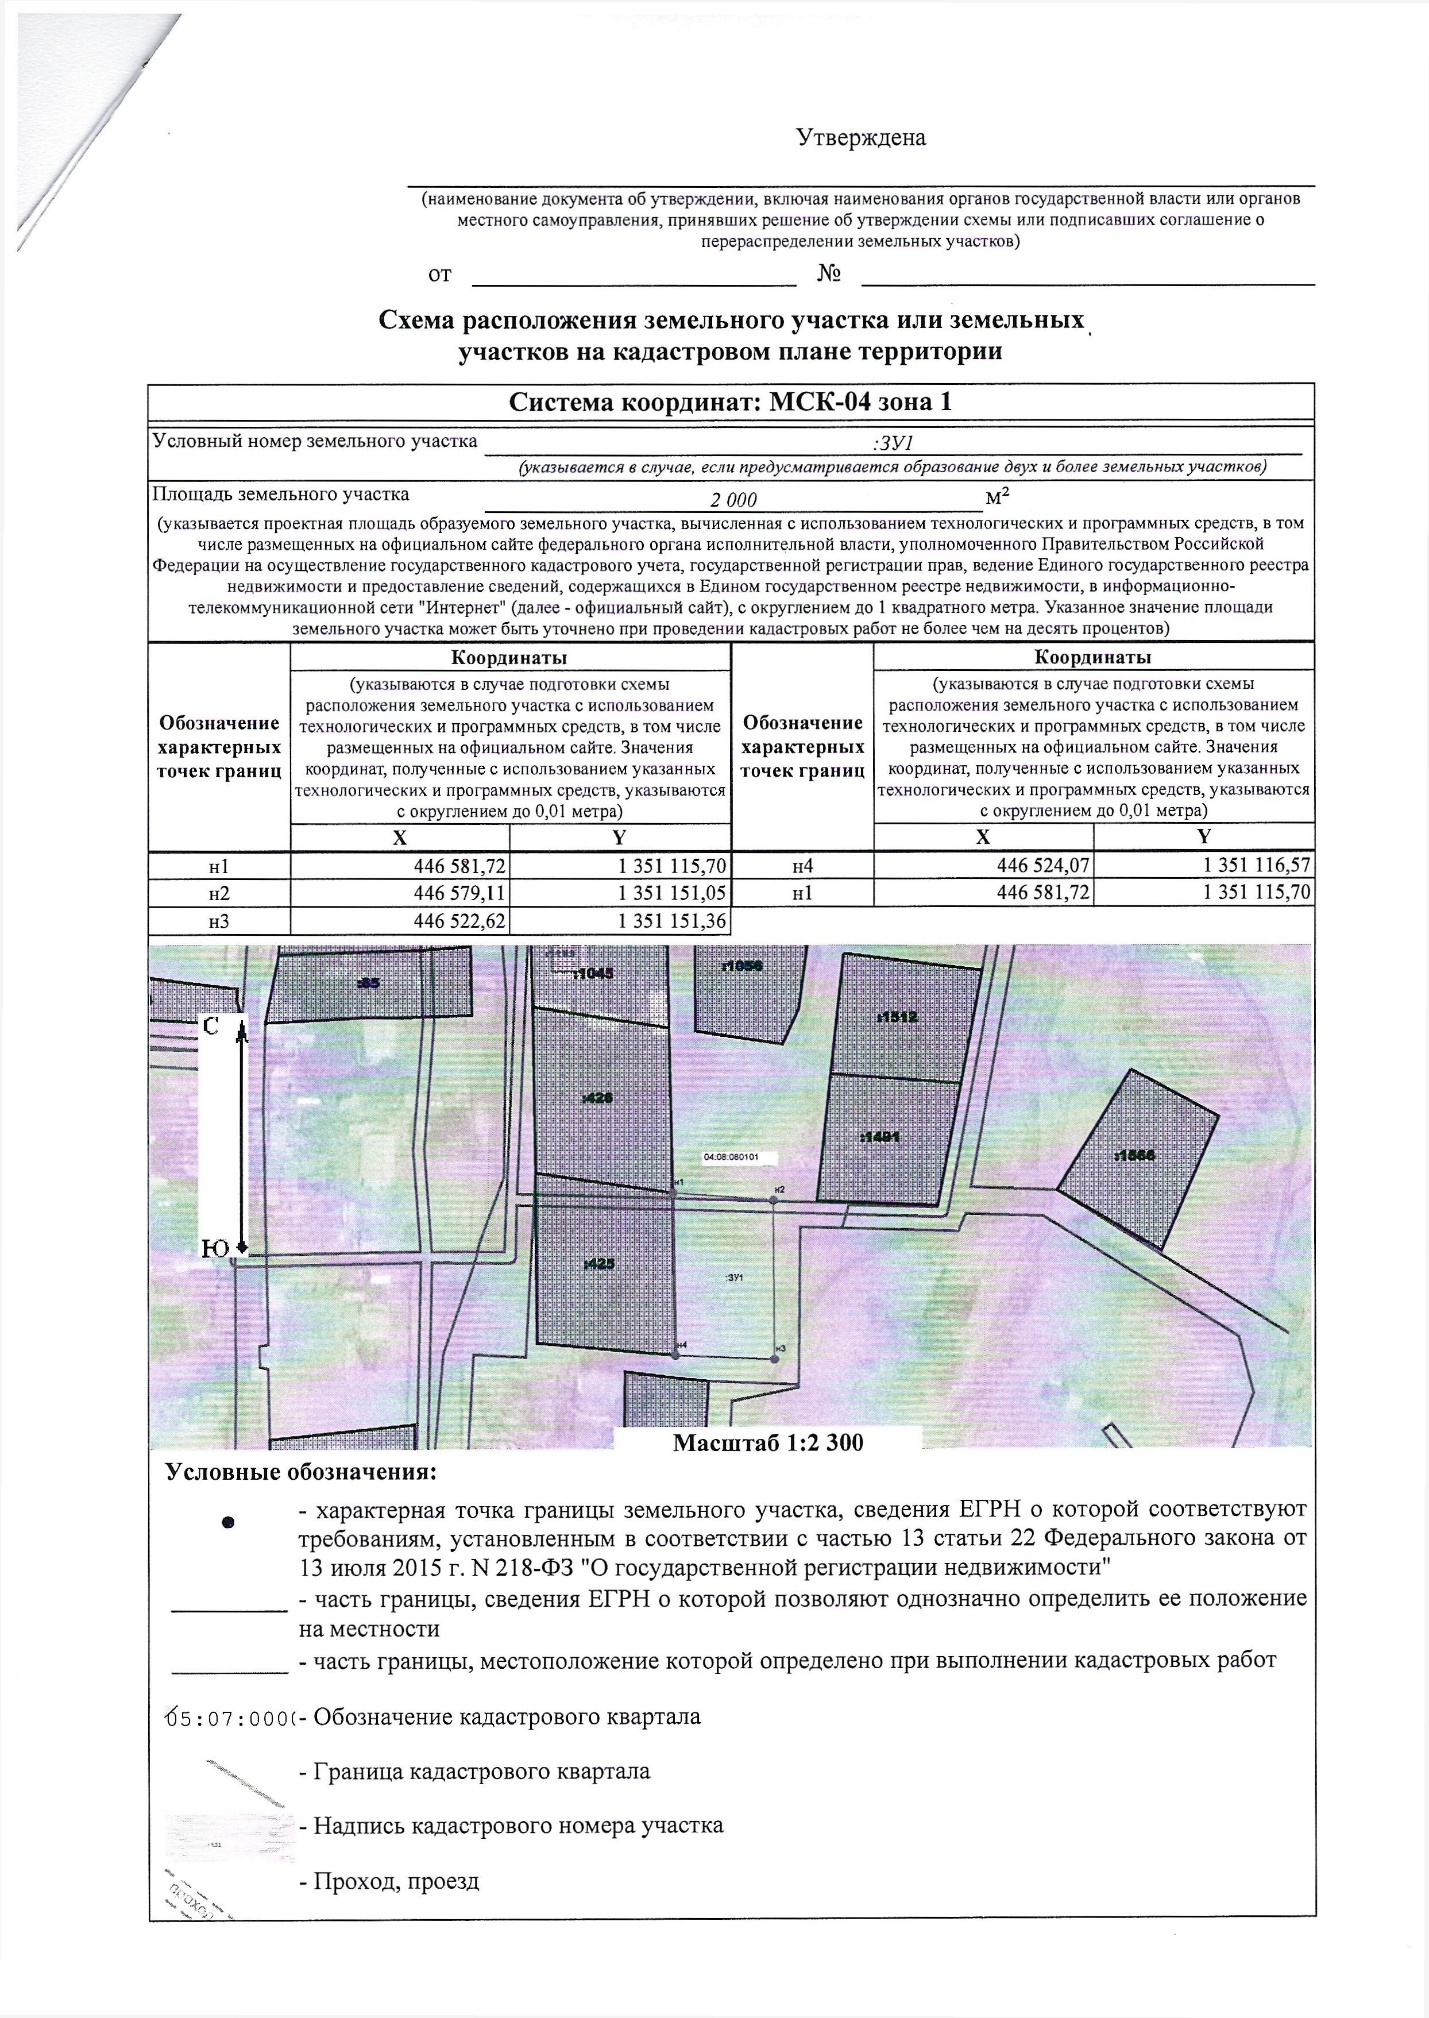 Утверждена
(наименование документа об утверждении, включая наименования органов государственной власти или органов
местного самоуправления, принявших решение об утверждении схемы или подписавших соглашение о
перераспределении земельных участков)
от № 
Схема расположения земельного участка или земельных
участков на кадастровом плане территории
Система координат: МСК-04 зона 1
Условный номер земельного участка :ЗУ1
(указывается в случае, если предусматривается образование двух и более земельных участков)
Площадь земельного участка 2 000 м²
(указывается проектная площадь образуемого земельного участка, вычисленная с использованием технологических и программных средств, в том
числе размещенных на официальном сайте федерального органа исполнительной власти, уполномоченного Правительством Российской
Федерации на осуществление государственного кадастрового учета, государственной регистрации прав, ведение Единого государственного реестра
недвижимости и предоставление сведений, содержащихся в Едином государственном реестре недвижимости, в информационно-
телекоммуникационной сети "Интернет" (далее - официальный сайт), с округлением до 1 квадратного метра. Указанное значение площади
земельного участка может быть уточнено при проведении кадастровых работ не более чем на десять процентов)
Обозначение
характерных
точек границ
Координаты
(указываются в случае подготовки схемы
расположения земельного участка с использованием
технологических и программных средств, в том числе
размещенных на официальном сайте. Значения
координат, полученные с использованием указанных
технологических и программных средств, указываются
с округлением до 0,01 метра)
X Y
Обозначение
характерных
точек границ
Координаты
(указываются в случае подготовки схемы
расположения земельного участка с использованием
технологических и программных средств, в том числе
размещенных на официальном сайте. Значения
координат, полученные с использованием указанных
технологических и программных средств, указываются
с округлением до 0,01 метра)
X Y
н1 446 581,72 1 351 115,70 н4 446 524,07 1 351 116,57
н2 446 579,11 1 351 151,05 н1 446 581,72 1 351 115,70
н3 446 522,62 1 351 151,36
:85
:1045
:1056
:1512
С
:426
:1491
04:08:080101
н1
н2
Ю
:425
:ЗУ1
н4
н3
Масштаб 1:2 300
Условные обозначения:
- характерная точка границы земельного участка, сведения ЕГРН о которой соответствуют
требованиям, установленным в соответствии с частью 13 статьи 22 Федерального закона от
13 июля 2015 г. N 218-ФЗ "О государственной регистрации недвижимости"
- часть границы, сведения ЕГРН о которой позволяют однозначно определить ее положение
на местности
- часть границы, местоположение которой определено при выполнении кадастровых работ
05:07:000( - Обозначение кадастрового квартала
- Граница кадастрового квартала
- Надпись кадастрового номера участка
- Проход, проезд
проход